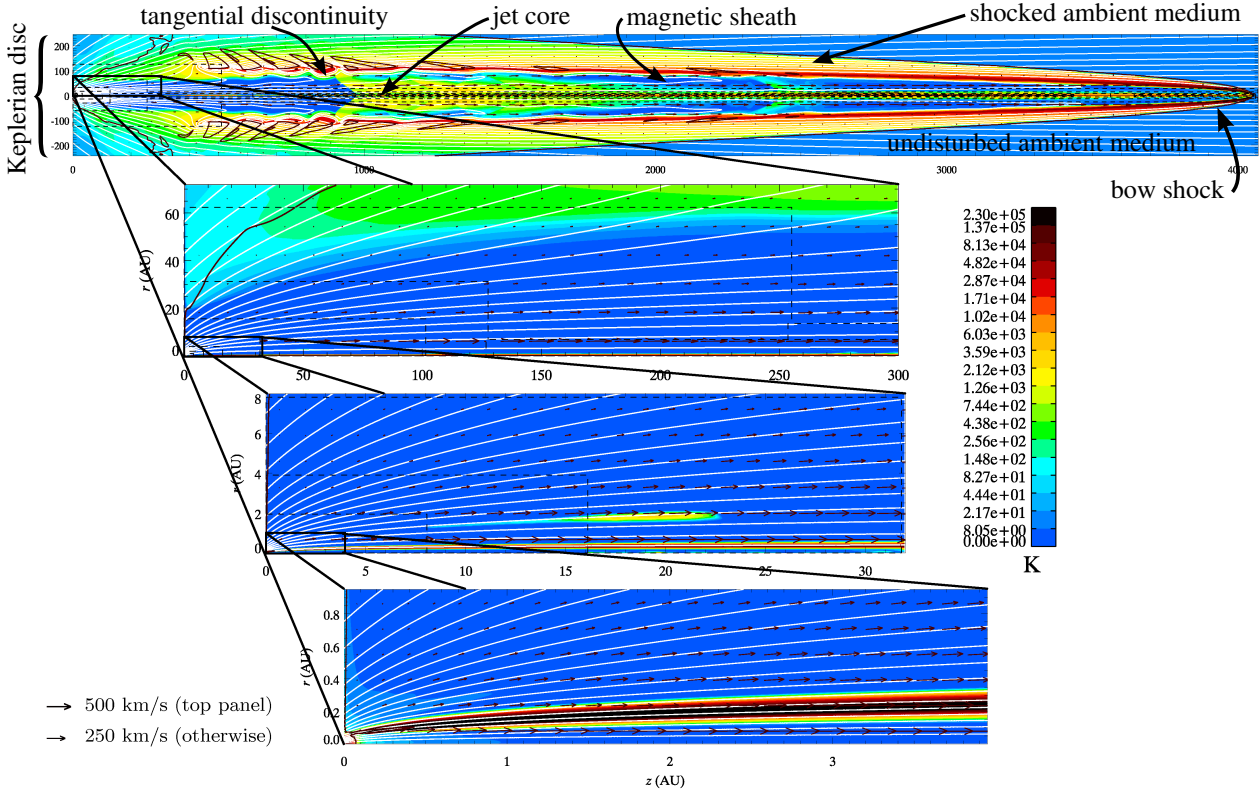 tangential discontinuity
jet core
magnetic sheath
shocked ambient medium
Keplerian disc
200
100
0
-100
-200
undisturbed ambient medium
0
1000
2000
3000
4000
bow shock
60
40
20
0
r (AU)
0
50
100
150
200
250
300
8
6
4
2
0
r (AU)
0
5
10
15
20
25
30
2.30e+05
1.37e+05
8.13e+04
4.82e+04
2.87e+04
1.71e+04
1.02e+04
6.03e+03
3.59e+03
2.12e+03
1.26e+03
7.44e+02
4.38e+02
2.56e+02
1.48e+02
8.27e+01
4.44e+01
2.17e+01
8.05e+00
0.00e+00
K
0.8
0.6
0.4
0.2
0.0
r (AU)
0
1
2
3
z (AU)
500 km/s (top panel)
250 km/s (otherwise)